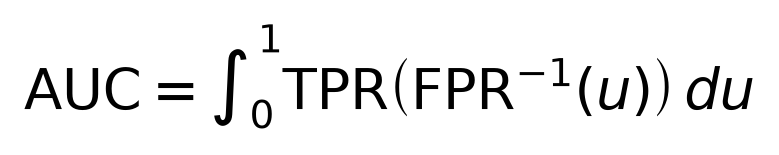 AUC = ∫₀¹ TPR(FPR⁻¹(u)) du